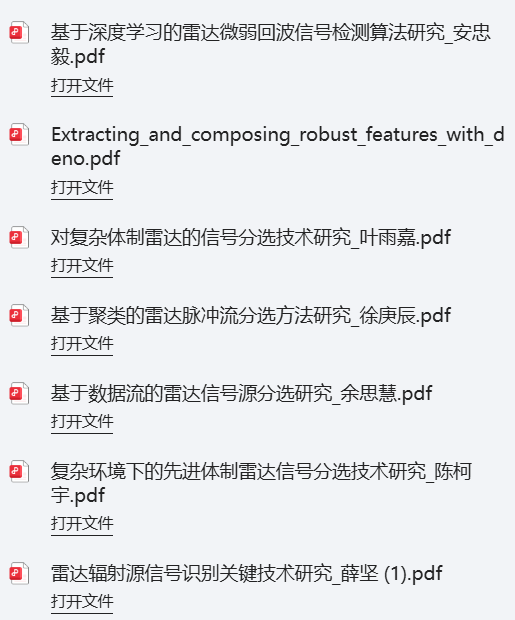 基于深度学习的雷达微弱回波信号检测算法研究_安忠
毅.pdf
打开文件
Extracting_and_composing_robust_features_with_d
eno.pdf
打开文件
对复杂体制雷达的信号分选技术研究_叶雨嘉.pdf
打开文件
基于聚类的雷达脉冲流分选方法研究_徐庚辰.pdf
打开文件
基于数据流的雷达信号源分选研究_余思慧.pdf
打开文件
复杂环境下的先进体制雷达信号分选技术研究_陈柯
宇.pdf
打开文件
雷达辐射源信号识别关键技术研究_薛坚 (1).pdf
打开文件